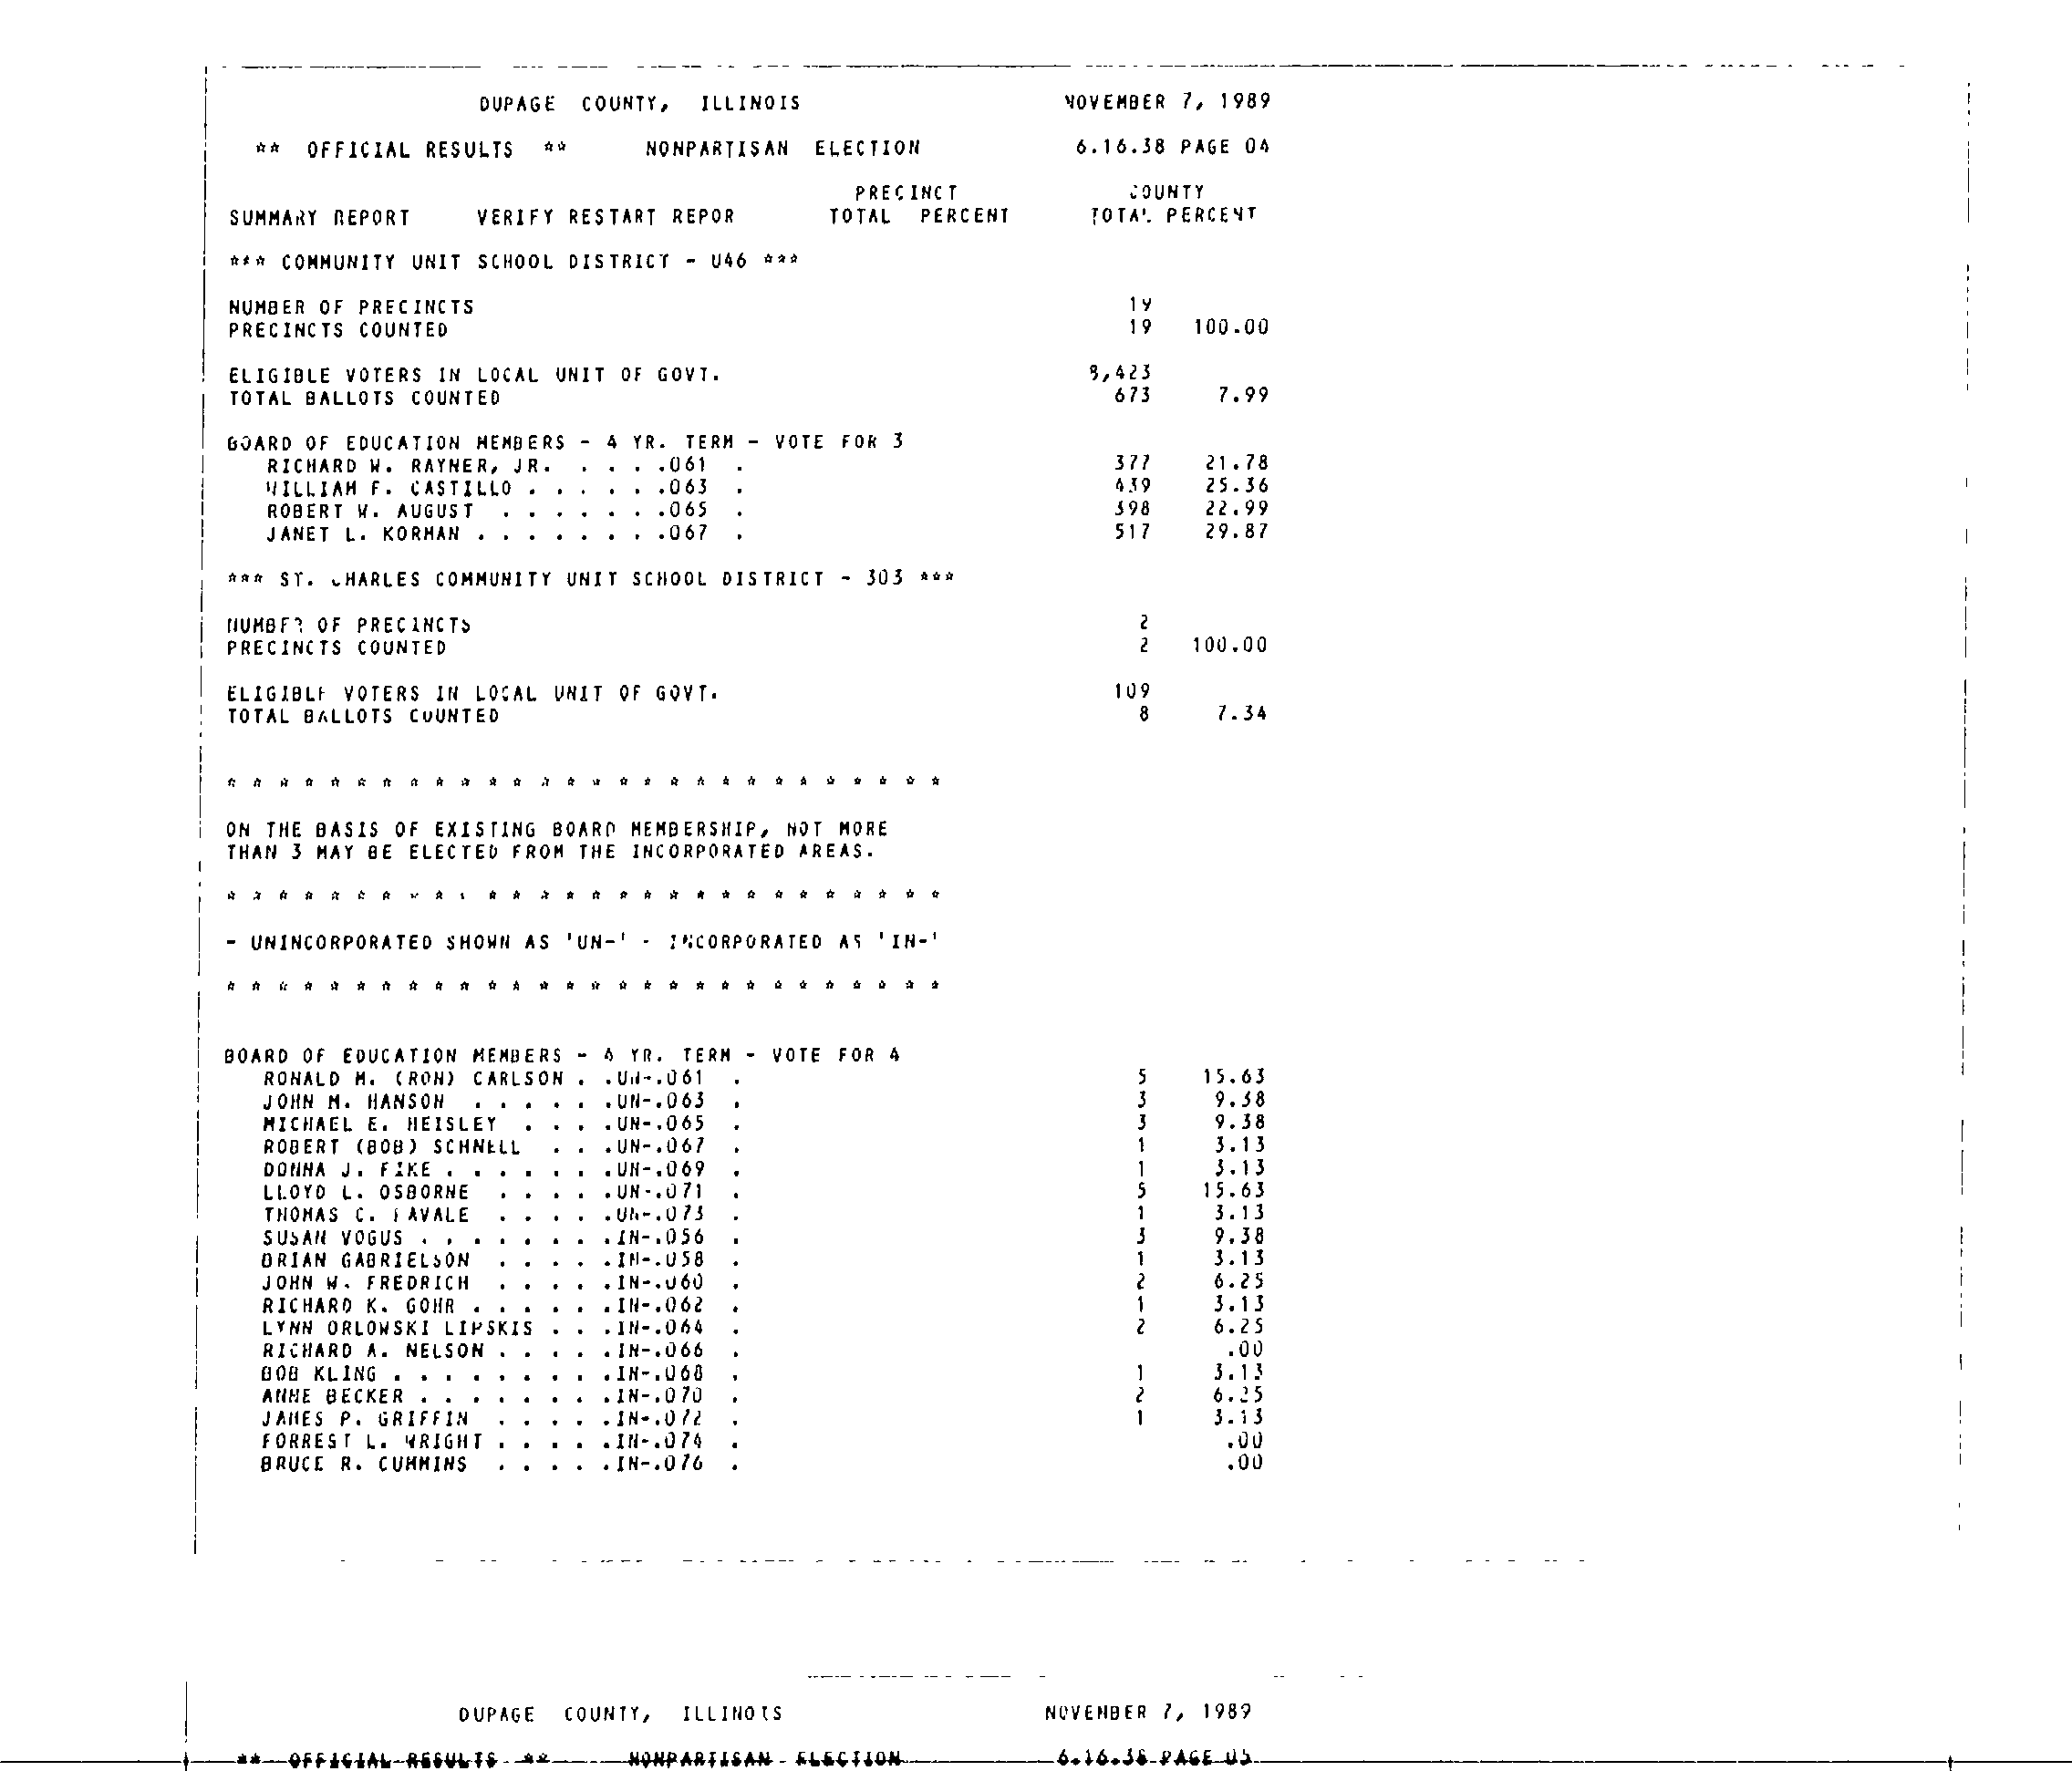 DUPAGE COUNTY, ILLINOIS NOVEMBER 7, 1989
** OFFICIAL RESULTS ** NONPARTISAN ELECTION 6.16.38 PAGE 04
PRECINCT COUNTY
SUMMARY REPORT VERIFY RESTART REPOR TOTAL PERCENT TOTAL PERCENT
*** COMMUNITY UNIT SCHOOL DISTRICT - U46 ***
NUMBER OF PRECINCTS 19
PRECINCTS COUNTED 19 100.00
ELIGIBLE VOTERS IN LOCAL UNIT OF GOVT. 8,423
TOTAL BALLOTS COUNTED 673 7.99
BOARD OF EDUCATION MEMBERS - 4 YR. TERM - VOTE FOR 3
RICHARD W. RAYNER, JR. . . . .061 . 377 21.78
WILLIAM F. CASTILLO . . . . . .063 . 439 25.36
ROBERT W. AUGUST . . . . . . .065 . 398 22.99
JANET L. KORMAN . . . . . . . .067 . 517 29.87
*** ST. CHARLES COMMUNITY UNIT SCHOOL DISTRICT - 303 ***
NUMBER OF PRECINCTS 2
PRECINCTS COUNTED 2 100.00
ELIGIBLE VOTERS IN LOCAL UNIT OF GOVT. 109
TOTAL BALLOTS COUNTED 8 7.34
* * * * * * * * * * * * * * * * * * * * * * * * * * * *
ON THE BASIS OF EXISTING BOARD MEMBERSHIP, NOT MORE
THAN 3 MAY BE ELECTED FROM THE INCORPORATED AREAS.
* * * * * * * * * * * * * * * * * * * * * * * * * * * *
- UNINCORPORATED SHOWN AS 'UN-' - INCORPORATED AS 'IN-'
* * * * * * * * * * * * * * * * * * * * * * * * * * * *
BOARD OF EDUCATION MEMBERS - 4 YR. TERM - VOTE FOR 4
RONALD M. (RON) CARLSON . .UN-.061 . 5 15.63
JOHN M. HANSON . . . . . .UN-.063 . 3 9.38
MICHAEL E. HEISLEY . . . .UN-.065 . 3 9.38
ROBERT (BOB) SCHNELL . . .UN-.067 . 1 3.13
DONNA J. FIKE . . . . . . .UN-.069 . 1 3.13
LLOYD L. OSBORNE . . . . .UN-.071 . 5 15.63
THOMAS C. . . . . .UN-.073 . 1 3.13
SUSAN VOGUS . . . . . . . .IN-.056 . 3 9.38
BRIAN GABRIELSON . . . . .IN-.058 . 1 3.13
JOHN W. FREDRICH . . . . .IN-.060 . 2 6.25
RICHARD K. GOHR . . . . . .IN-.062 . 1 3.13
LYNN ORLOWSKI LIPSKIS . . .IN-.064 . 2 6.25
RICHARD A. NELSON . . . . .IN-.066 . .00
BOB KLING . . . . . . . . .IN-.068 . 1 3.13
ANNE BECKER . . . . . . . .IN-.070 . 2 6.25
JAMES P. GRIFFIN . . . . .IN-.072 . 1 3.13
FORREST L. WRIGHT . . . . .IN-.074 . .00
BRUCE R. CUMMINS . . . . .IN-.076 . .00
DUPAGE COUNTY, ILLINOIS NOVEMBER 7, 1989
** OFFICIAL RESULTS ** NONPARTISAN ELECTION 6.16.38 PAGE 05